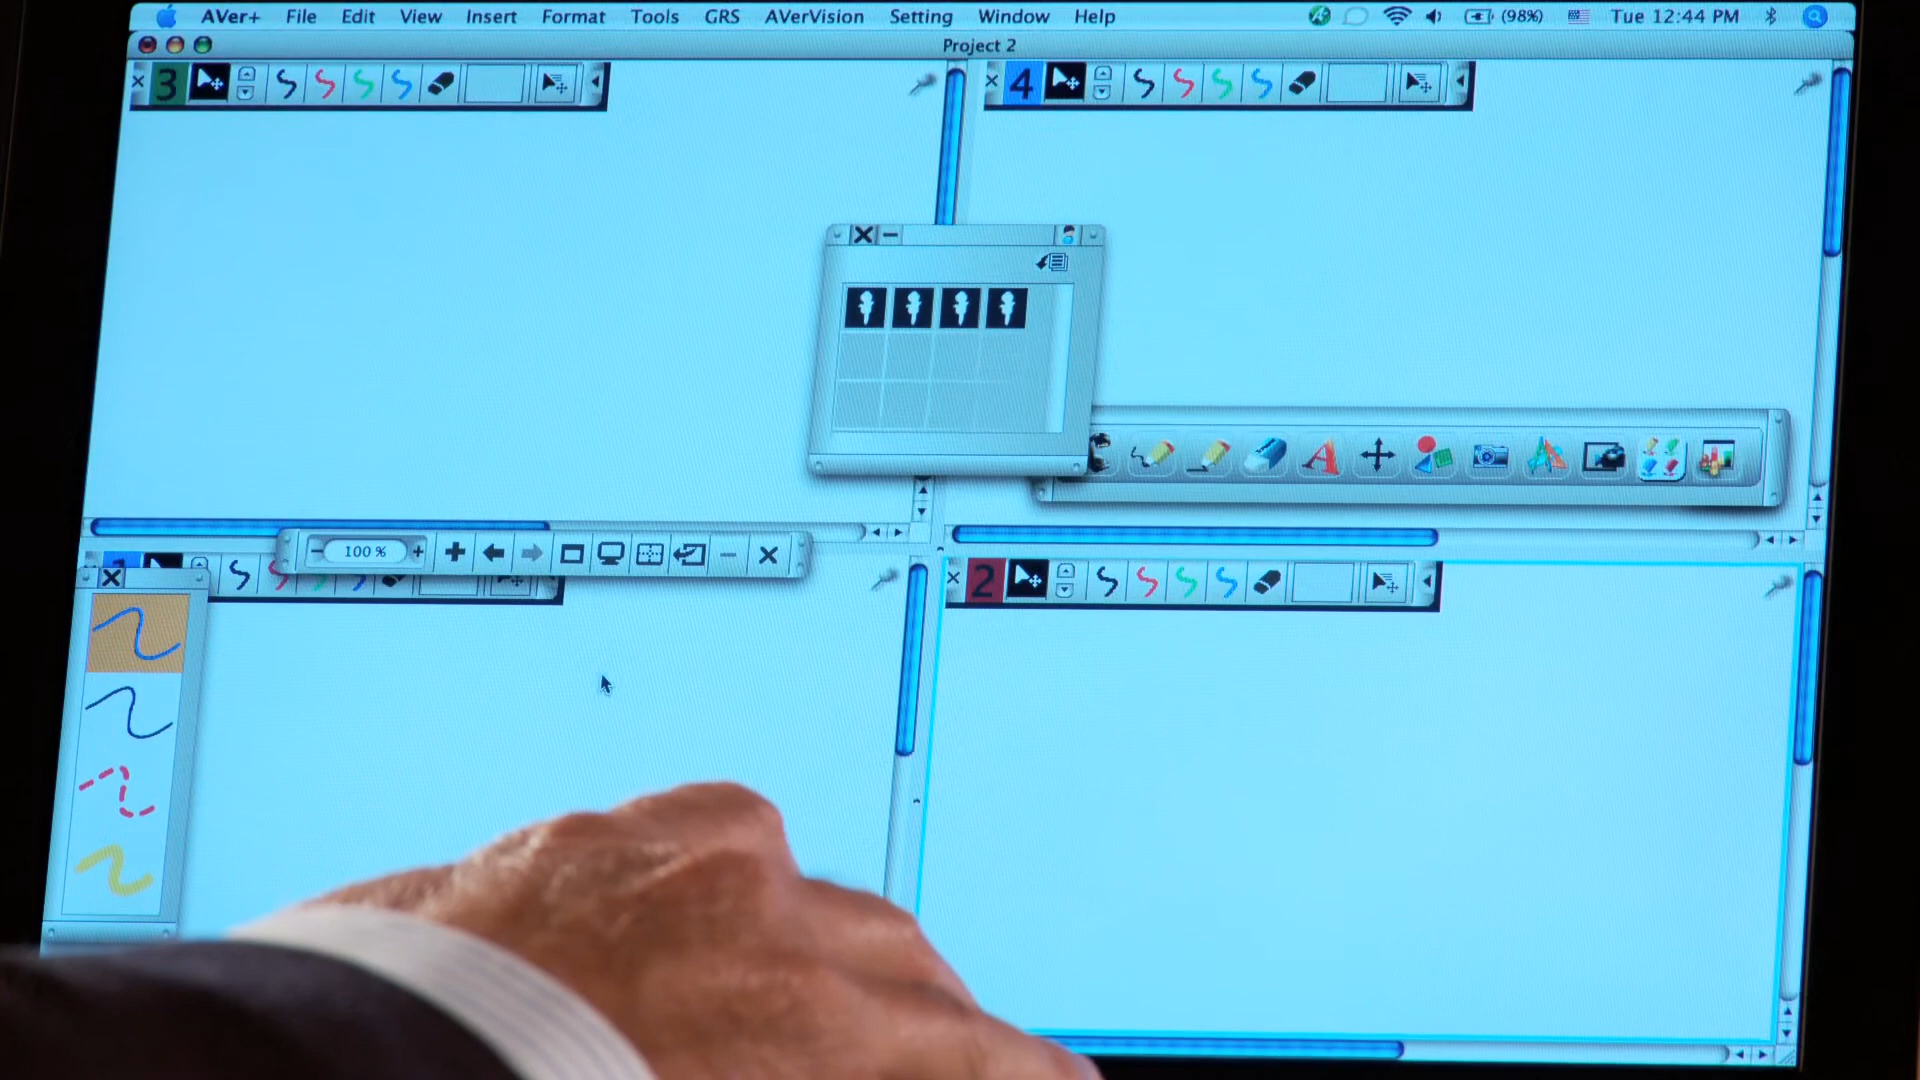 AVer+ File Edit View Insert Format Tools GRS AVerVision Setting Window Help (98%) Tue 12:44 PM
Project 2
3
4
A
100 %
2